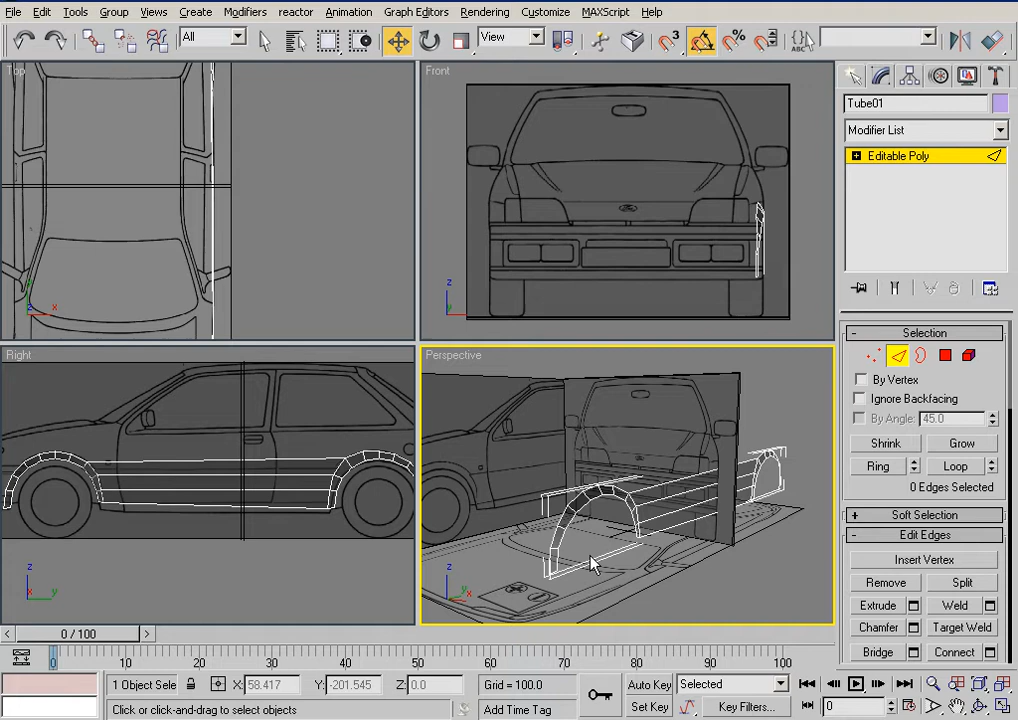 File Edit Tools Group Views Create Modifiers reactor Animation Graph Editors Rendering Customize MAXScript Help
All View ABC
Top
Front
Tube01
Modifier List
Editable Poly
z
x
z
x
Selection
Right
Perspective
By Vertex
Ignore Backfacing
By Angle: 45.0
Shrink Grow
Ring Loop
0 Edges Selected
Soft Selection
Edit Edges
Insert Vertex
z
y
x
z
y
x
Remove Split
Extrude Weld
Chamfer Target Weld
Bridge Connect
0 / 100
0 10 20 30 40 50 60 70 80 90 100
1 Object Sele X: 58.417 Y: -201.545 Z: 0.0 Grid = 100.0 Auto Key Selected
Click or click-and-drag to select objects Add Time Tag Set Key Key Filters... 0